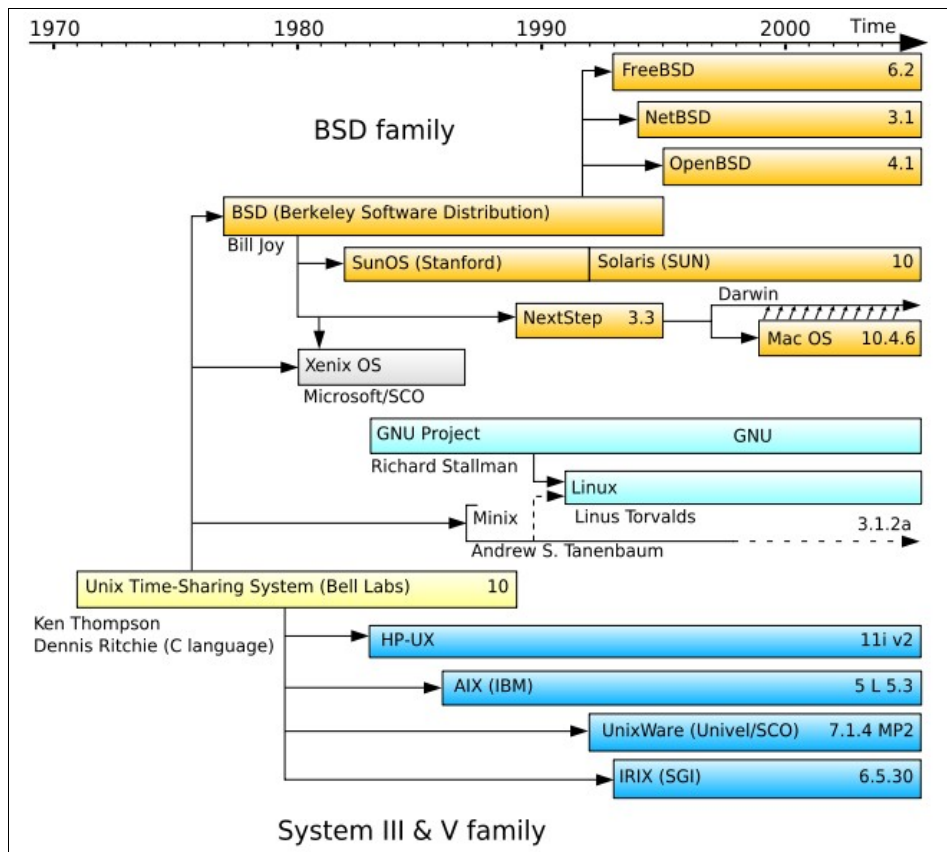 1970 1980 1990 2000 Time
FreeBSD 6.2
NetBSD 3.1
BSD family
OpenBSD 4.1
BSD (Berkeley Software Distribution)
Bill Joy
SunOS (Stanford) Solaris (SUN) 10
Darwin
NextStep 3.3
Mac OS 10.4.6
Xenix OS
Microsoft/SCO
GNU Project GNU
Richard Stallman
Linux
Linus Torvalds
Minix
3.1.2a
Andrew S. Tanenbaum
Unix Time-Sharing System (Bell Labs) 10
Ken Thompson
Dennis Ritchie (C language)
HP-UX 11i v2
AIX (IBM) 5 L 5.3
UnixWare (Univel/SCO) 7.1.4 MP2
IRIX (SGI) 6.5.30
System III & V family